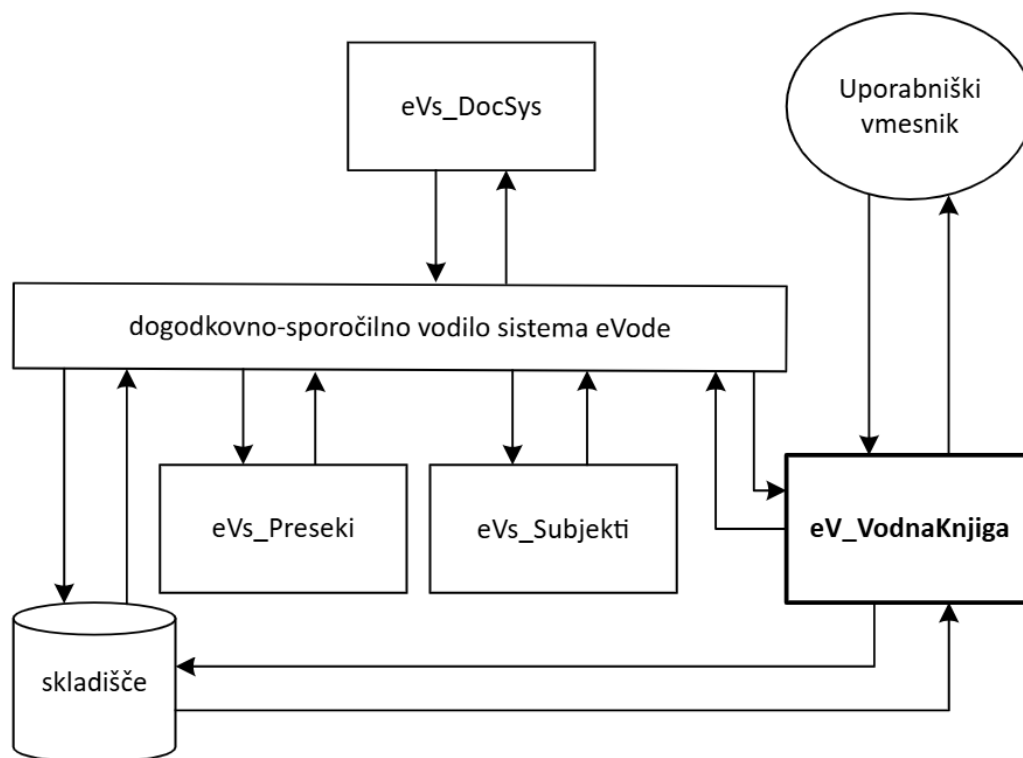 eVs_DocSys
Uporabniški
vmesnik
dogodkovno-sporočilno vodilo sistema eVode
eVs_Preseki
eVs_Subjekti
eV_VodnaKnjiga
skladišče